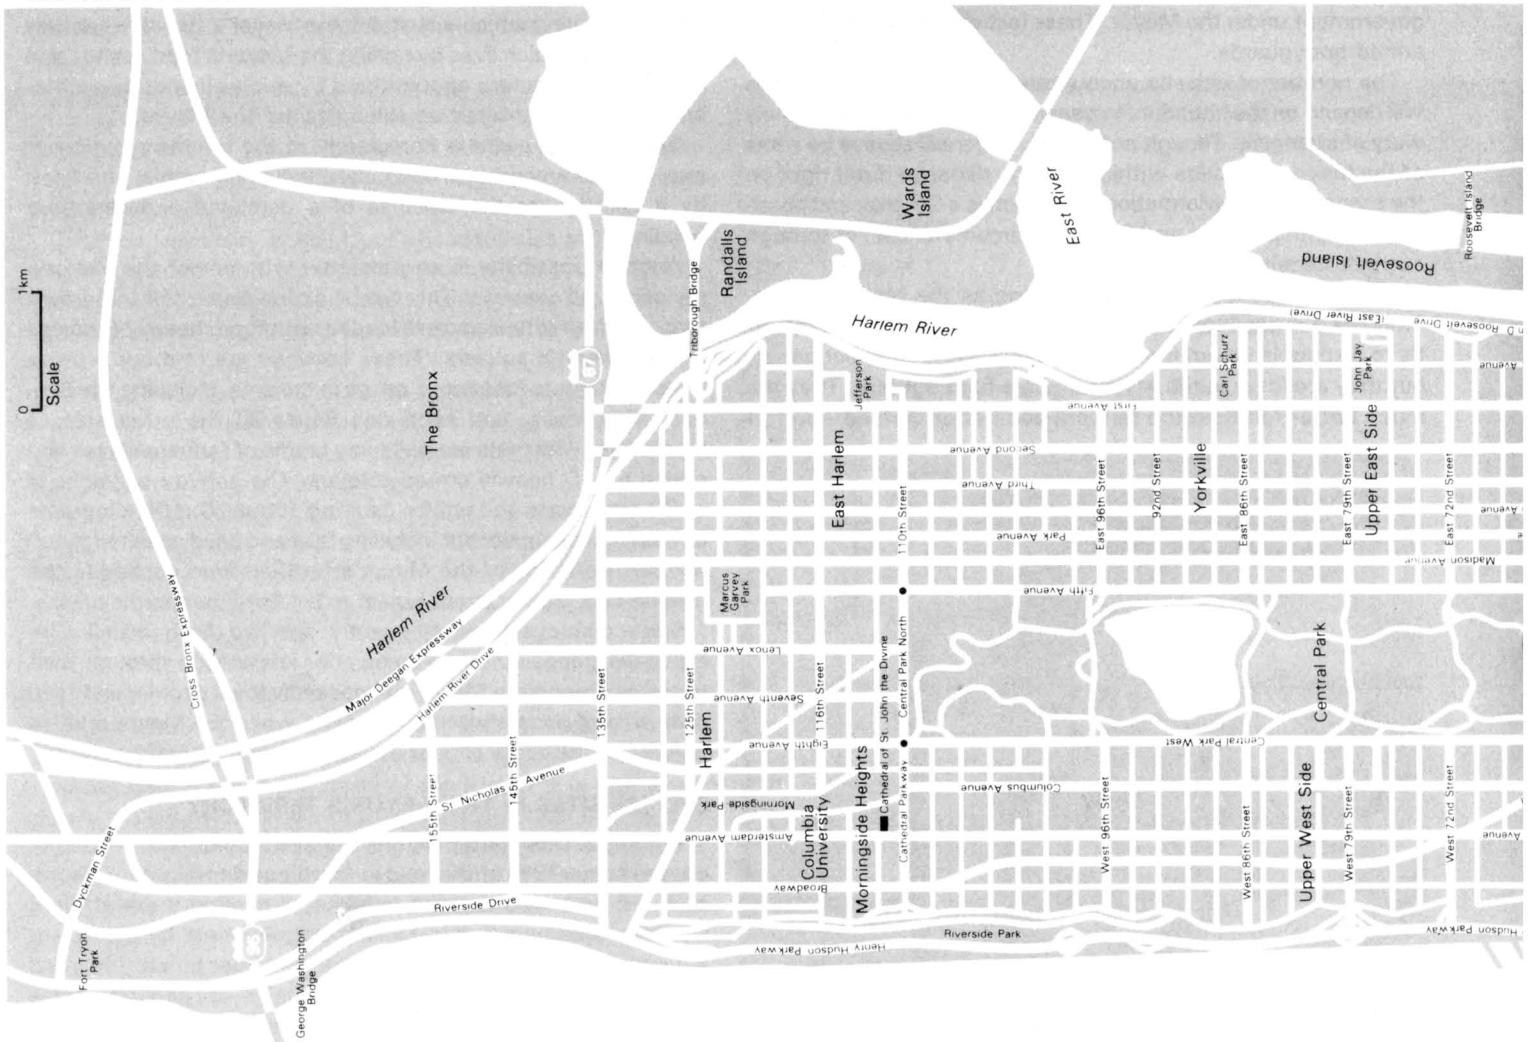 0 1km
Scale
The Bronx
Cross Bronx Expressway
Harlem River
Major Deegan Expressway
Harlem River Drive
87
95
Dyckman Street
Fort Tryon
Park
George Washington
Bridge
Riverside Drive
St. Nicholas Avenue
155th Street
145th Street
135th Street
125th Street
116th Street
110th Street
Triborough Bridge
Randalls
Island
Wards
Island
East River
Harlem River
Roosevelt Island
Roosevelt Island
Bridge
(East River Drive)
Roosevelt Drive
n D
Jefferson
Park
Carl Schurz
Park
John Jay
Park
First Avenue
Second Avenue
Third Avenue
Park Avenue
Madison Avenue
Fifth Avenue
Avenue
Avenue
East Harlem
Marcus
Garvey
Park
Lenox Avenue
Seventh Avenue
Eighth Avenue
Harlem
Morningside Park
Amsterdam Avenue
Broadway
Columbia
University
Morningside Heights
Cathedral of St. John the Divine
Cathedral Parkway
Central Park North
East 96th Street
92nd Street
Yorkville
East 86th Street
East 79th Street
Upper East Side
East 72nd Street
Central Park
Central Park West
Columbus Avenue
West 96th Street
West 86th Street
Upper West Side
West 79th Street
West 72nd Street
Avenue
Henry Hudson Parkway
Riverside Park
Hudson Parkway